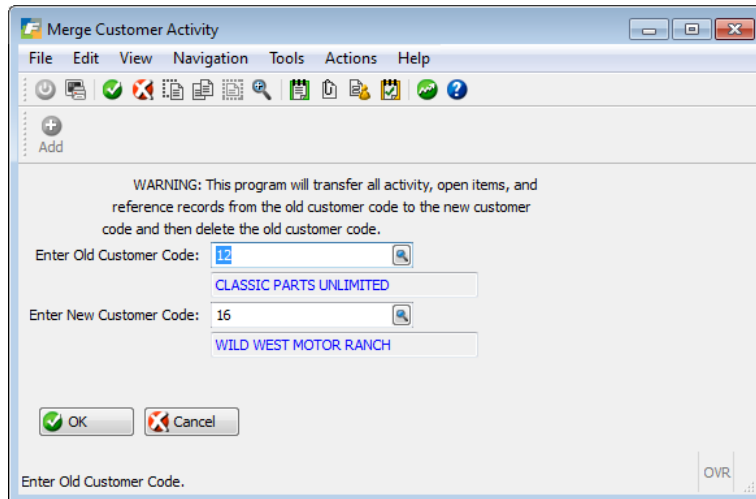 Merge Customer Activity
File Edit View Navigation Tools Actions Help
Add
WARNING: This program will transfer all activity, open items, and
reference records from the old customer code to the new customer
code and then delete the old customer code.
Enter Old Customer Code: 12
CLASSIC PARTS UNLIMITED
Enter New Customer Code: 16
WILD WEST MOTOR RANCH
OK Cancel
OVR
Enter Old Customer Code.